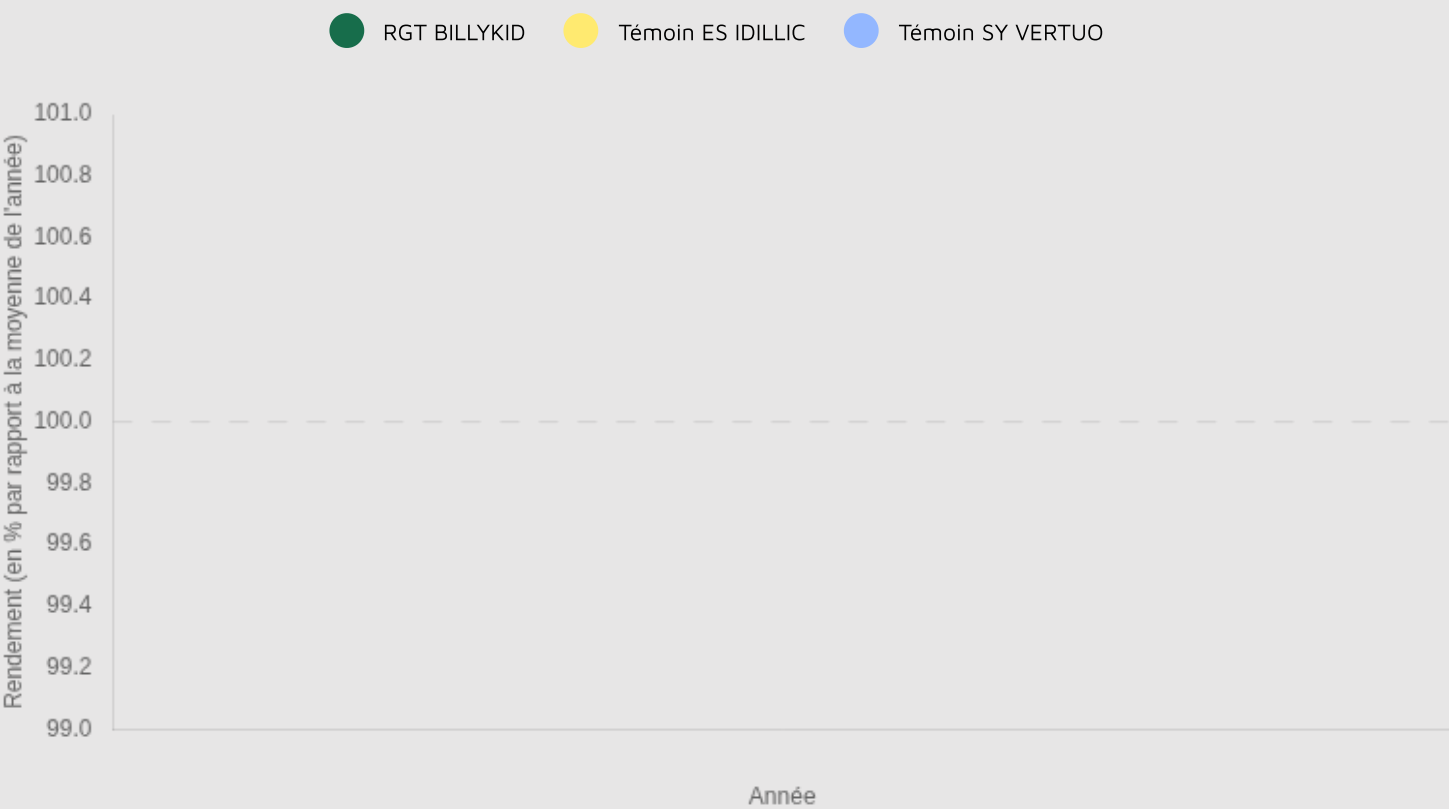 RGT BILLYKID
Témoin ES IDILLIC
Témoin SY VERTUO
Rendement (en % par rapport à la moyenne de l'année)
101.0
100.8
100.6
100.4
100.2
100.0
99.8
99.6
99.4
99.2
99.0
Année